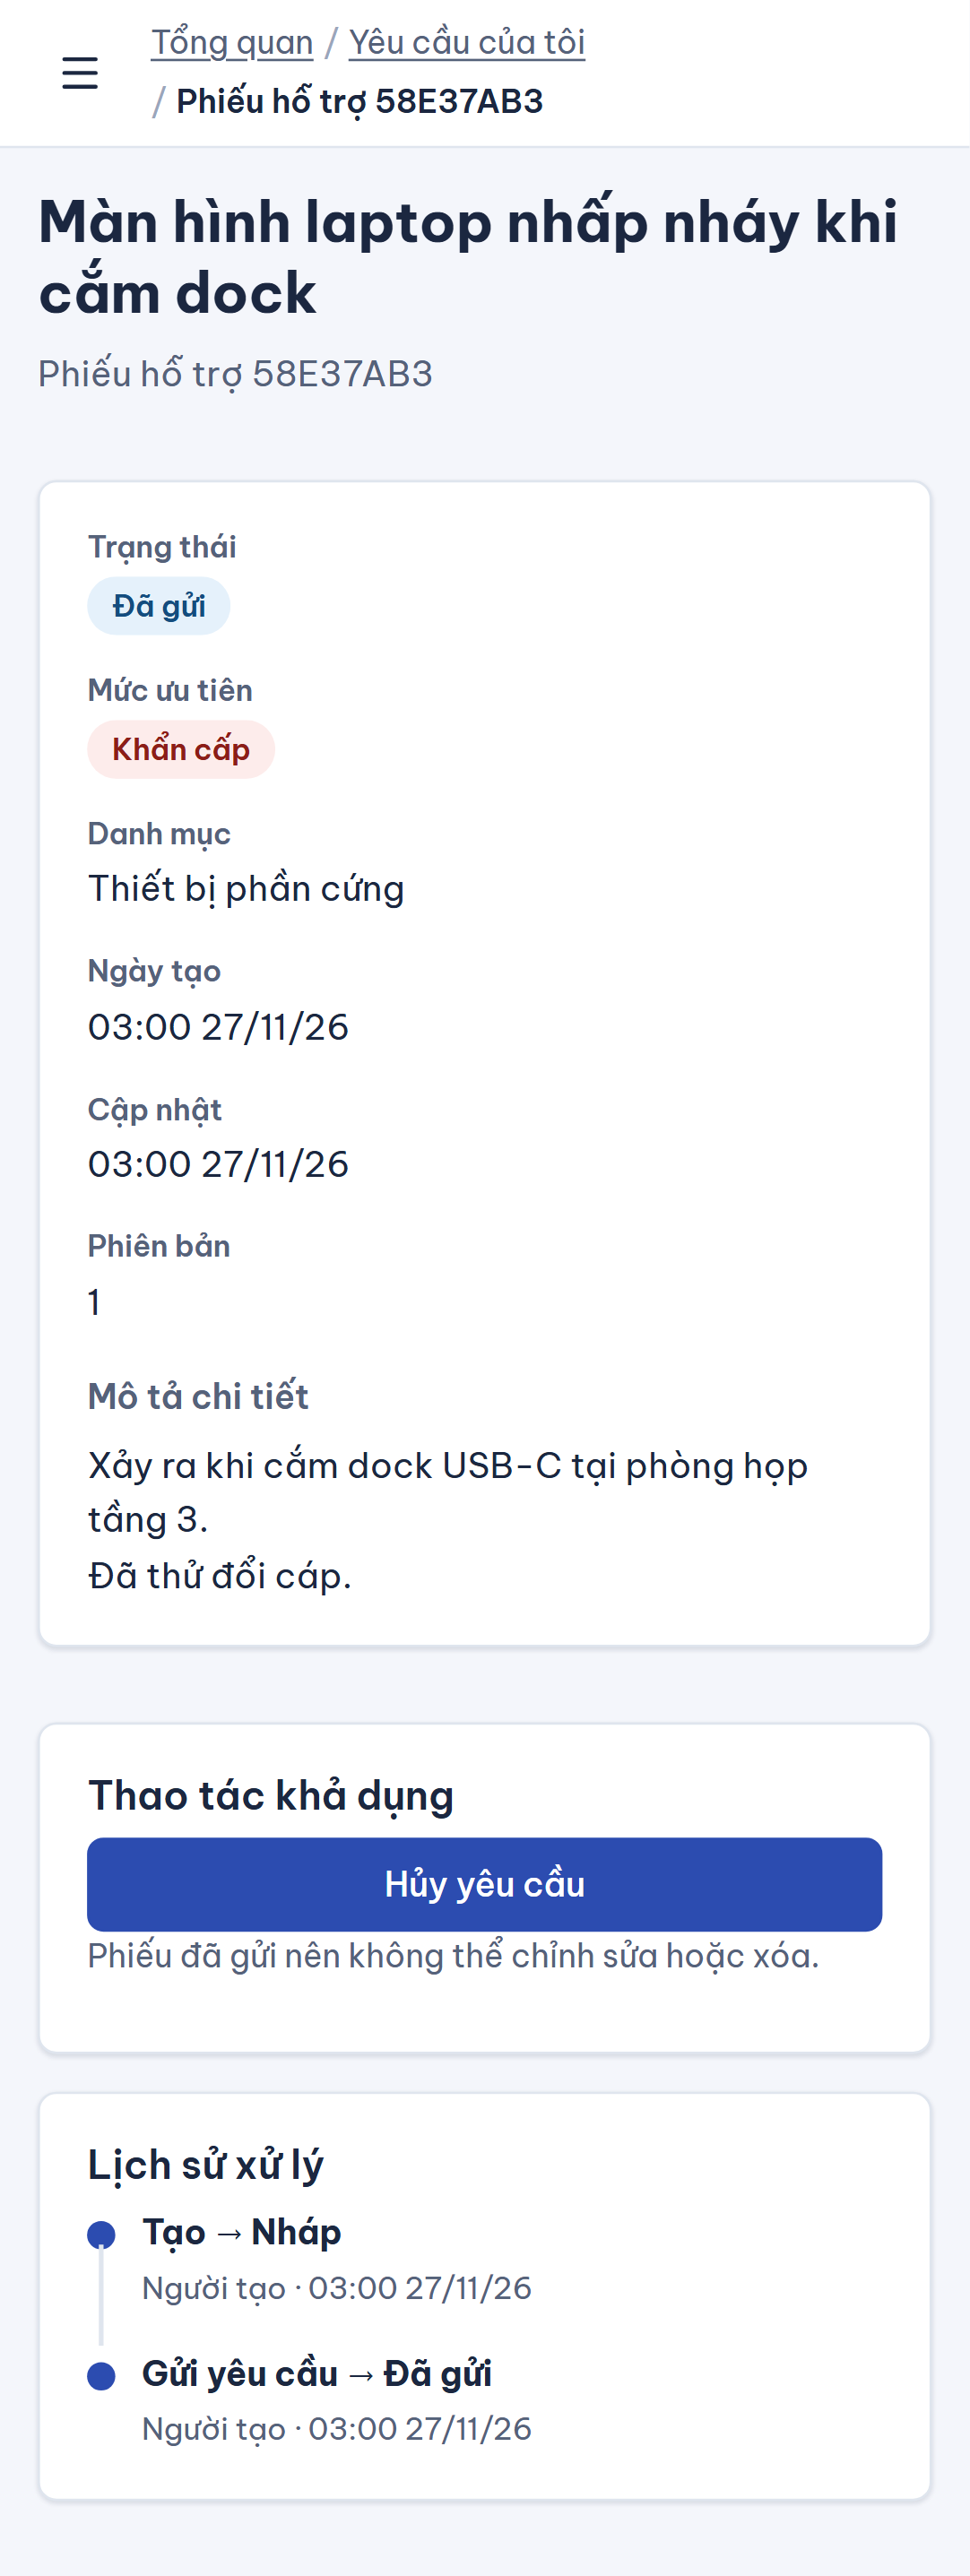 Tổng quan / Yêu cầu của tôi
/ Phiếu hỗ trợ 58E37AB3
Màn hình laptop nhấp nháy khi
cắm dock
Phiếu hỗ trợ 58E37AB3
Trạng thái
Đã gửi
Mức ưu tiên
Khẩn cấp
Danh mục
Thiết bị phần cứng
Ngày tạo
03:00 27/11/26
Cập nhật
03:00 27/11/26
Phiên bản
1
Mô tả chi tiết
Xảy ra khi cắm dock USB-C tại phòng họp
tầng 3.
Đã thử đổi cáp.
Thao tác khả dụng
Hủy yêu cầu
Phiếu đã gửi nên không thể chỉnh sửa hoặc xóa.
Lịch sử xử lý
Tạo → Nháp
Người tạo · 03:00 27/11/26
Gửi yêu cầu → Đã gửi
Người tạo · 03:00 27/11/26